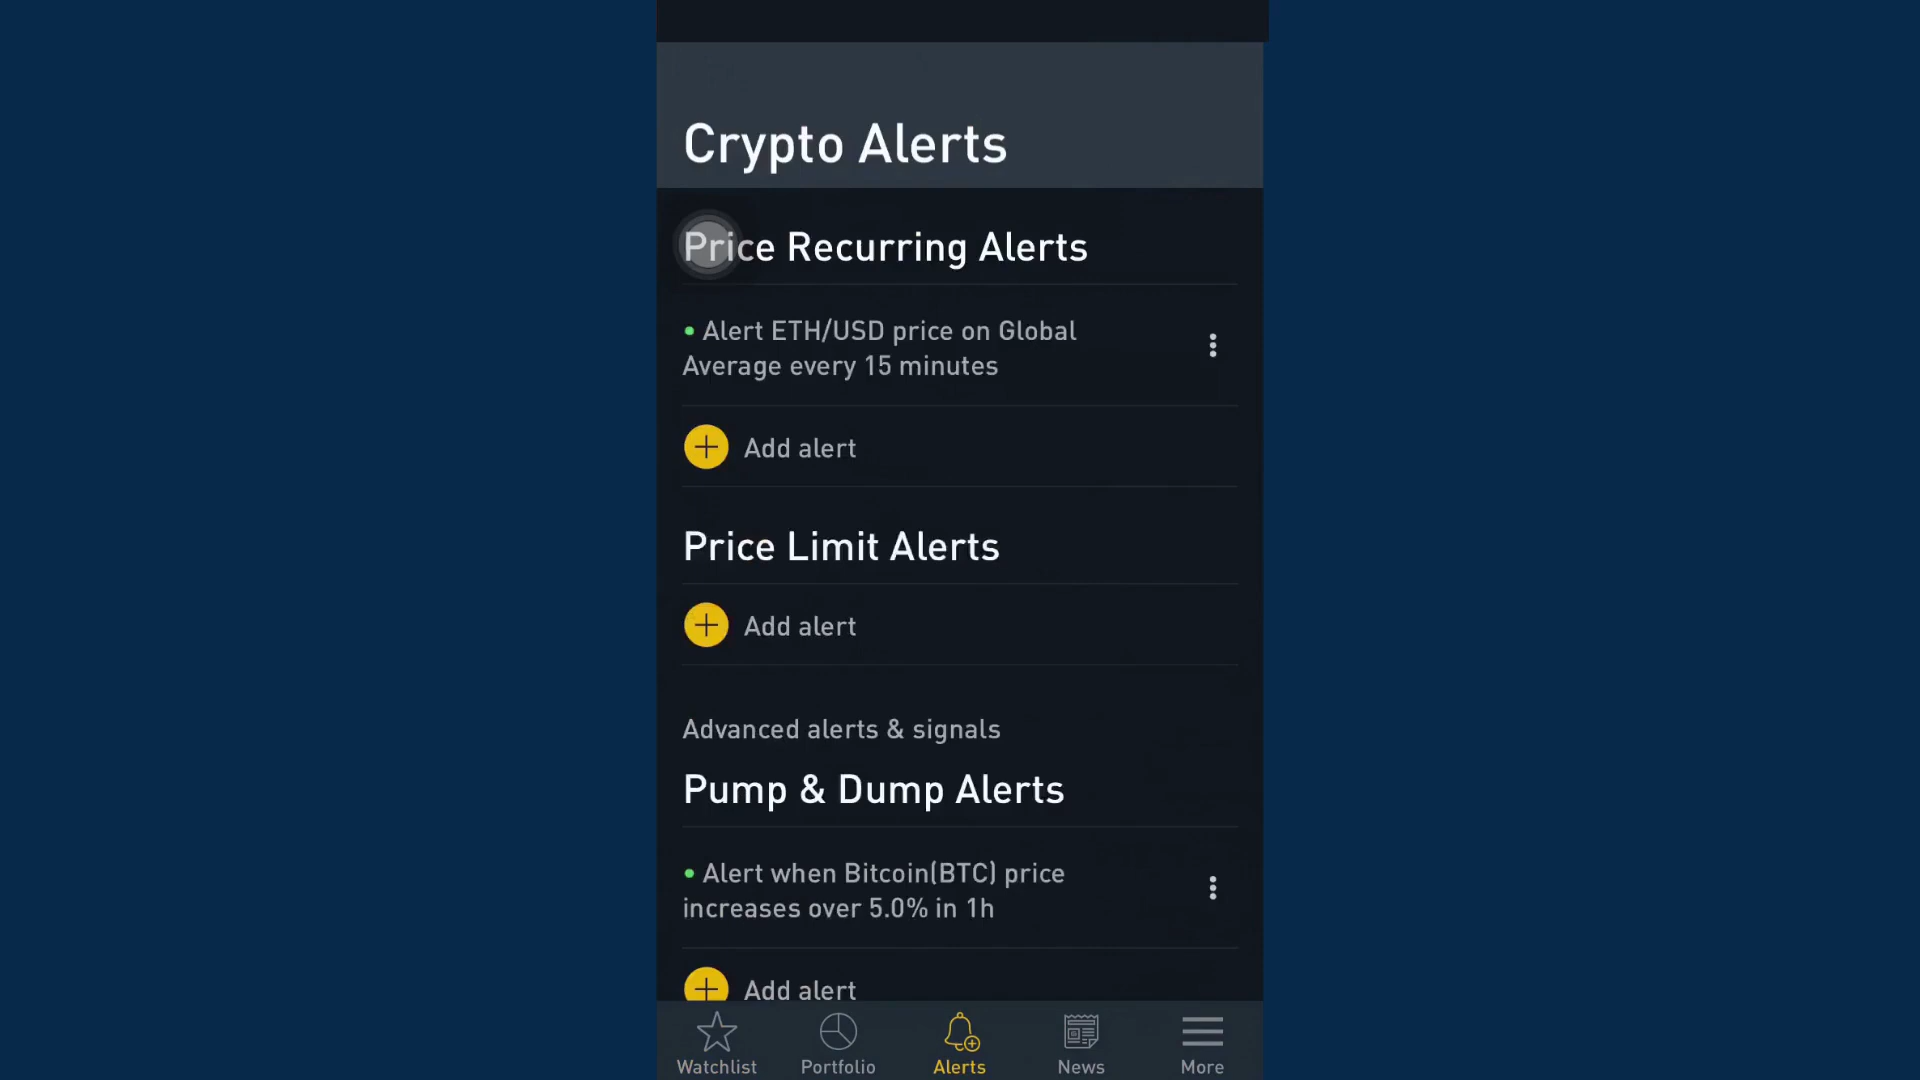 Crypto Alerts
Price Recurring Alerts
• Alert ETH/USD price on Global
Average every 15 minutes
Add alert
Price Limit Alerts
Add alert
Advanced alerts & signals
Pump & Dump Alerts
• Alert when Bitcoin(BTC) price
increases over 5.0% in 1h
Add alert
Watchlist Portfolio Alerts News More